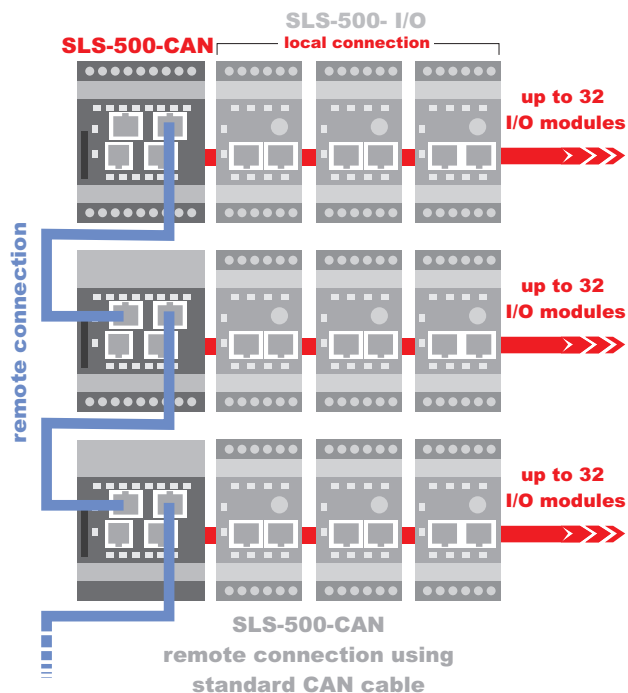 SLS-500- I/O
SLS-500-CAN
local connection
up to 32
I/O modules
remote connection
up to 32
I/O modules
up to 32
I/O modules
SLS-500-CAN
remote connection using
standard CAN cable